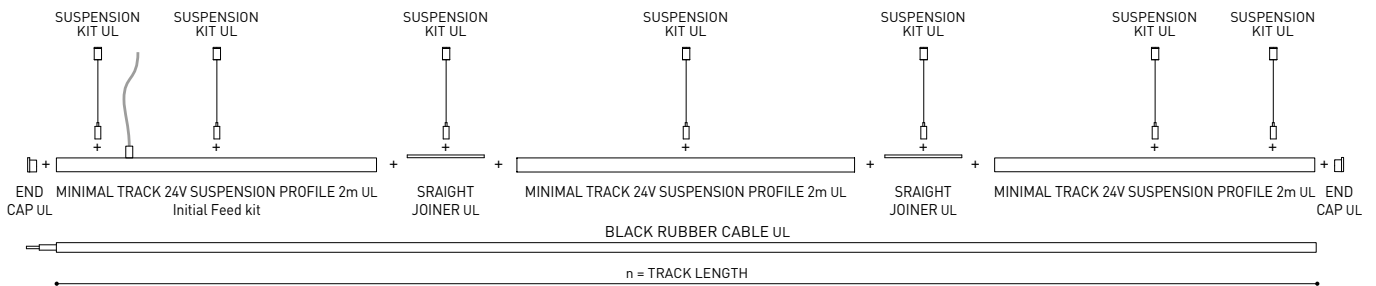 SUSPENSION
KIT UL
SUSPENSION
KIT UL
SUSPENSION
KIT UL
SUSPENSION
KIT UL
SUSPENSION
KIT UL
SUSPENSION
KIT UL
SUSPENSION
KIT UL
+ + + + + + +
+ + + + + +
END
CAP UL
MINIMAL TRACK 24V SUSPENSION PROFILE 2m UL
Initial Feed kit
SRAIGHT
JOINER UL
MINIMAL TRACK 24V SUSPENSION PROFILE 2m UL
SRAIGHT
JOINER UL
MINIMAL TRACK 24V SUSPENSION PROFILE 2m UL
END
CAP UL
BLACK RUBBER CABLE UL
n = TRACK LENGTH